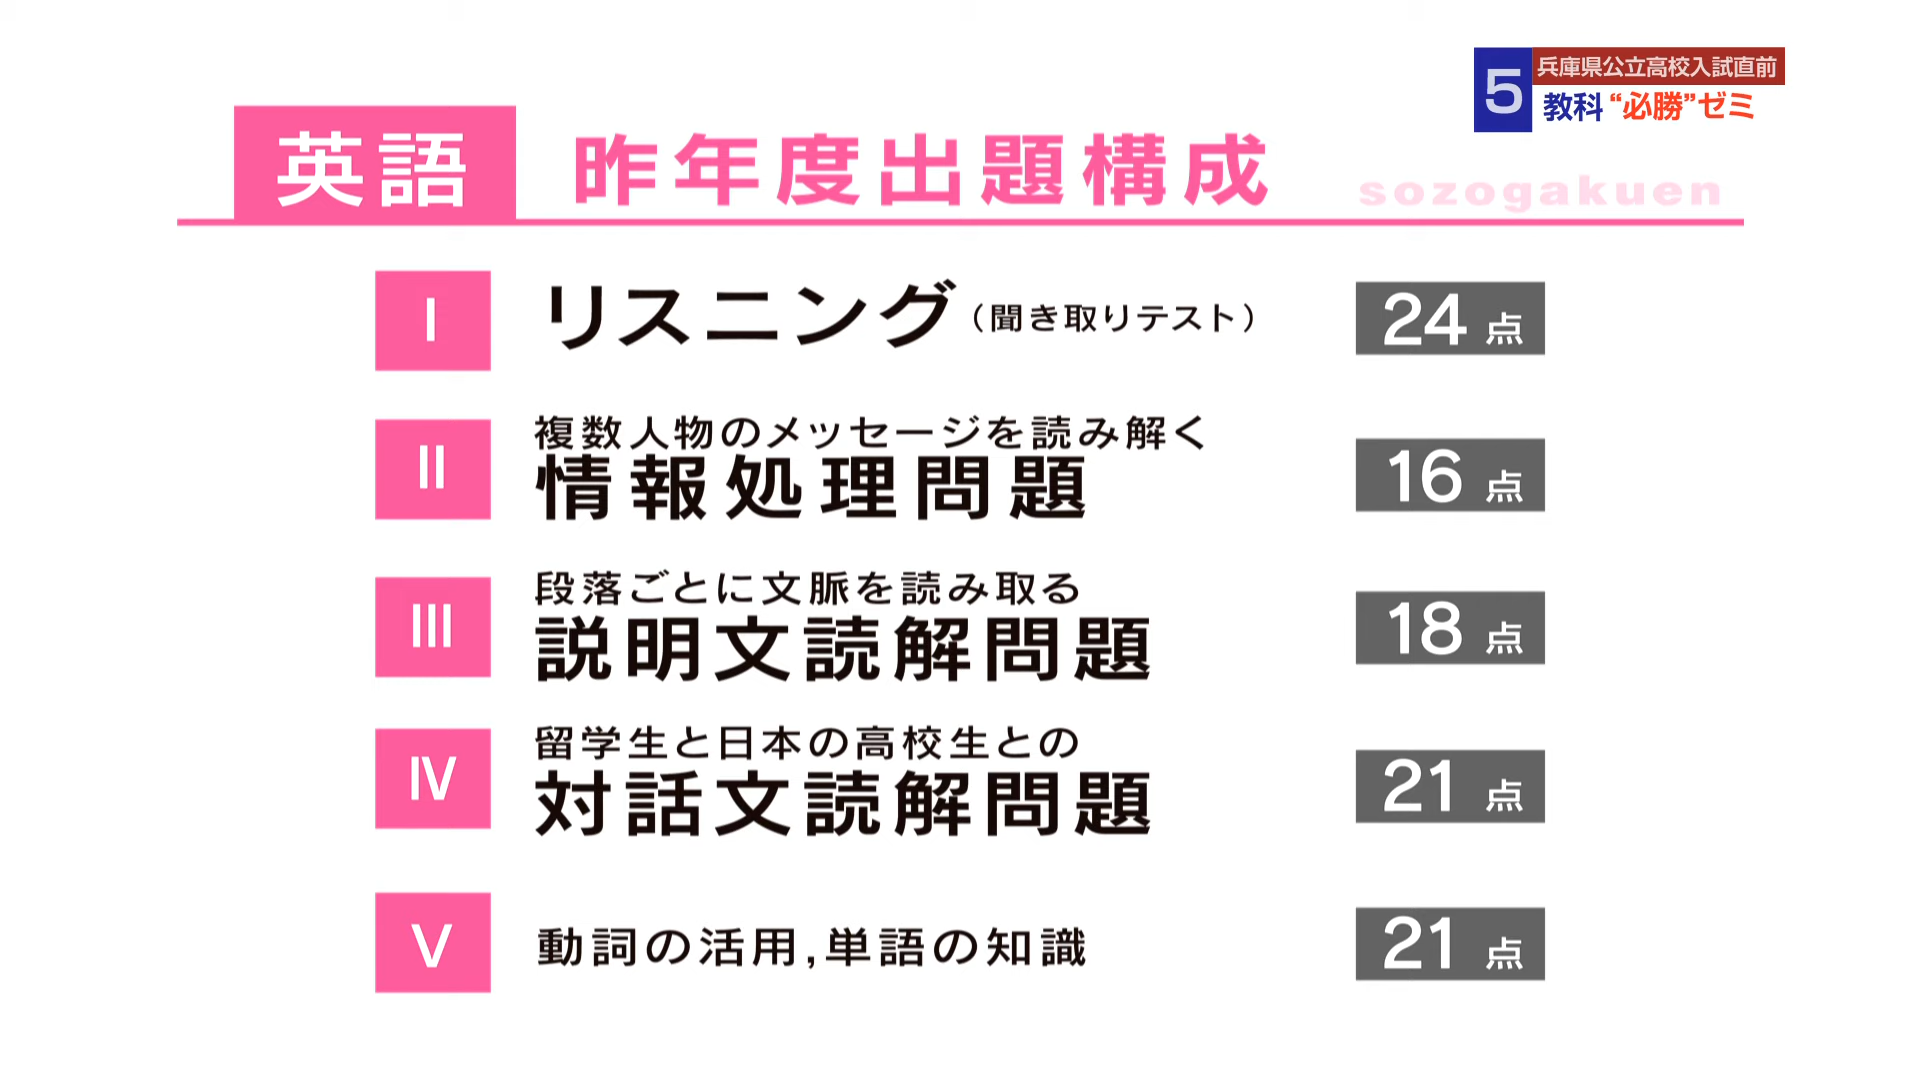 兵庫県公立高校入試直前
5
教科“必勝”ゼミ
英語
昨年度出題構成
sozogakuen
Ⅰ
リスニング(聞き取りテスト)
24点
Ⅱ
複数人物のメッセージを読み解く
情報処理問題
16点
Ⅲ
段落ごとに文脈を読み取る
説明文読解問題
18点
Ⅳ
留学生と日本の高校生との
対話文読解問題
21点
Ⅴ
動詞の活用,単語の知識
21点